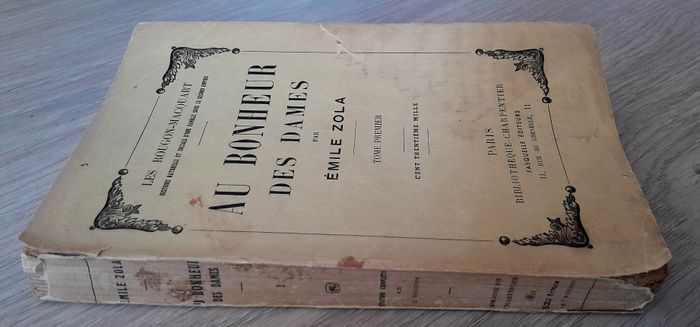 LES ROUGON-MACQUART
HISTOIRE NATURELLE ET SOCIALE D'UNE FAMILLE SOUS LE SECOND EMPIRE
AU BONHEUR
DES DAMES
PAR
ÉMILE ZOLA
TOME PREMIER
CENT TRENTIÈME MILLE
PARIS
BIBLIOTHÈQUE-CHARPENTIER
FASQUELLE ÉDITEURS
11, RUE DE GRENELLE, 11
ÉMILE ZOLA
AU BONHEUR
DES DAMES
I